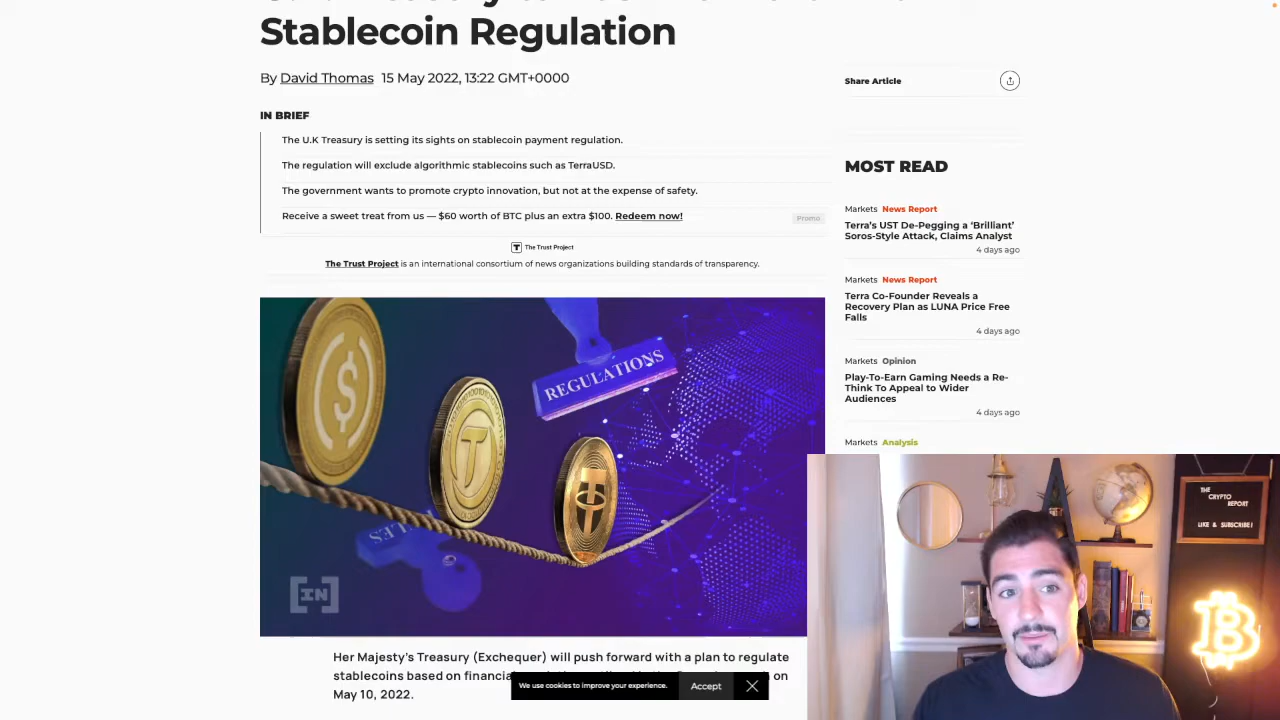 Stablecoin Regulation
By David Thomas 15 May 2022, 13:22 GMT+0000
Share Article
IN BRIEF
The U.K Treasury is setting its sights on stablecoin payment regulation.
The regulation will exclude algorithmic stablecoins such as TerraUSD.
The government wants to promote crypto innovation, but not at the expense of safety.
Receive a sweet treat from us — $60 worth of BTC plus an extra $100. Redeem now!
Promo
The Trust Project
The Trust Project is an international consortium of news organizations building standards of transparency.
REGULATIONS
[IN]
Her Majesty's Treasury (Exchequer) will push forward with a plan to regulate
stablecoins based on on
May 10, 2022.
We use cookies to improve your experience.
Accept
MOST READ
Markets News Report
Terra's UST De-Pegging a 'Brilliant'
Soros-Style Attack, Claims Analyst
4 days ago
Markets News Report
Terra Co-Founder Reveals a
Recovery Plan as LUNA Price Free
Falls
4 days ago
Markets Opinion
Play-To-Earn Gaming Needs a Re-
Think To Appeal to Wider
Audiences
4 days ago
Markets Analysis
THE
CRYPTO
REPORT
LIKE & SUBSCRIBE!